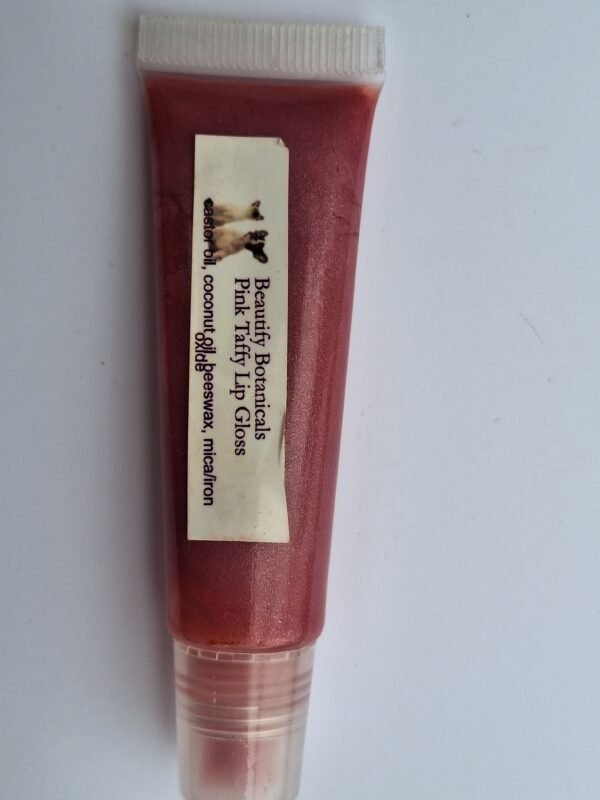 Beautify Botanicals
Pink Taffy Lip Gloss
castor oil, coconut oil, beeswax, mica/iron
oxide